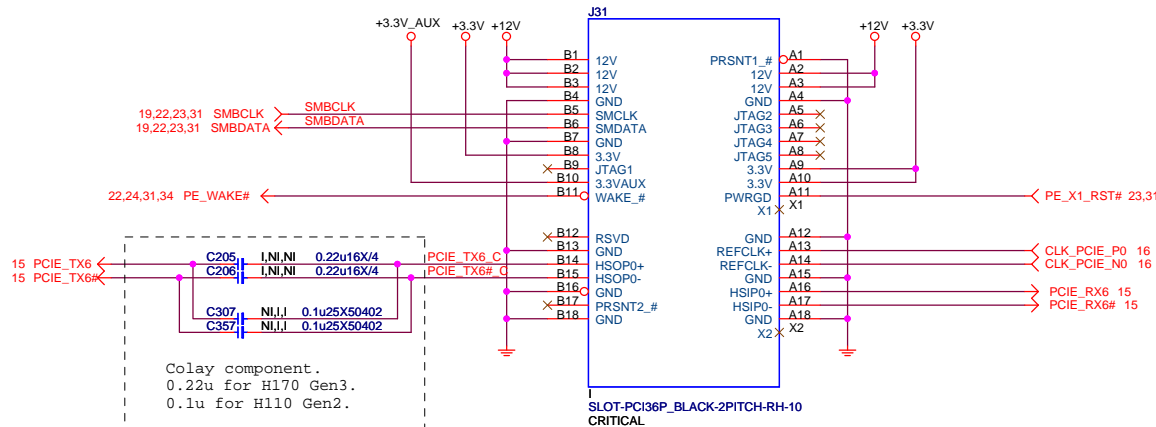 J31
+3.3V_AUX +3.3V +12V
+12V +3.3V
B1 12V PRSNT1_# A1
B2 12V 12V A2
B3 12V 12V A3
B4 GND GND A4
19,22,23,31 SMBCLK SMBCLK B5 SMCLK JTAG2 A5
19,22,23,31 SMBDATA SMBDATA B6 SMDATA JTAG3 A6
B7 GND JTAG4 A7
B8 3.3V JTAG5 A8
B9 JTAG1 3.3V A9
B10 3.3VAUX 3.3V A10
22,24,31,34 PE_WAKE# B11 WAKE_# PWRGD A11 PE_X1_RST# 23,31
X1 X1
B12 RSVD GND A12
B13 GND REFCLK+ A13 CLK_PCIE_P0 16
15 PCIE_TX6 C205 I,NI,NI 0.22u16X/4 PCIE_TX6_C B14 HSOP0+ REFCLK- A14 CLK_PCIE_N0 16
15 PCIE_TX6# C206 I,NI,NI 0.22u16X/4 PCIE_TX6#_C B15 HSOP0- GND A15
B16 GND HSIP0+ A16 PCIE_RX6 15
B17 PRSNT2_# HSIP0- A17 PCIE_RX6# 15
C307 NI,I,I 0.1u25X50402 B18 GND GND A18
C357 NI,I,I 0.1u25X50402 X2 X2
Colay component.
0.22u for H170 Gen3.
0.1u for H110 Gen2.
I
SLOT-PCI36P_BLACK-2PITCH-RH-10
CRITICAL